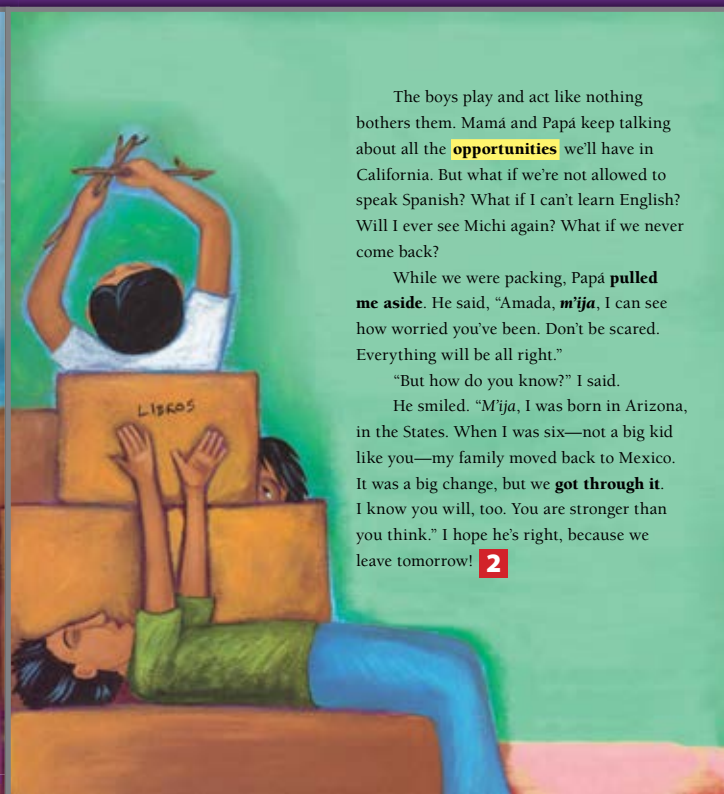 The boys play and act like nothing
bothers them. Mamá and Papá keep talking
about all the opportunities we'll have in
California. But what if we're not allowed to
speak Spanish? What if I can't learn English?
Will I ever see Michi again? What if we never
come back?
While we were packing, Papá pulled
me aside. He said, “Amada, m'ija, I can see
how worried you've been. Don't be scared.
Everything will be all right.”
“But how do you know?” I said.
He smiled. “M'ija, I was born in Arizona,
in the States. When I was six—not a big kid
like you—my family moved back to Mexico.
It was a big change, but we got through it.
I know you will, too. You are stronger than
you think.” I hope he's right, because we
leave tomorrow! 2
LIBROS